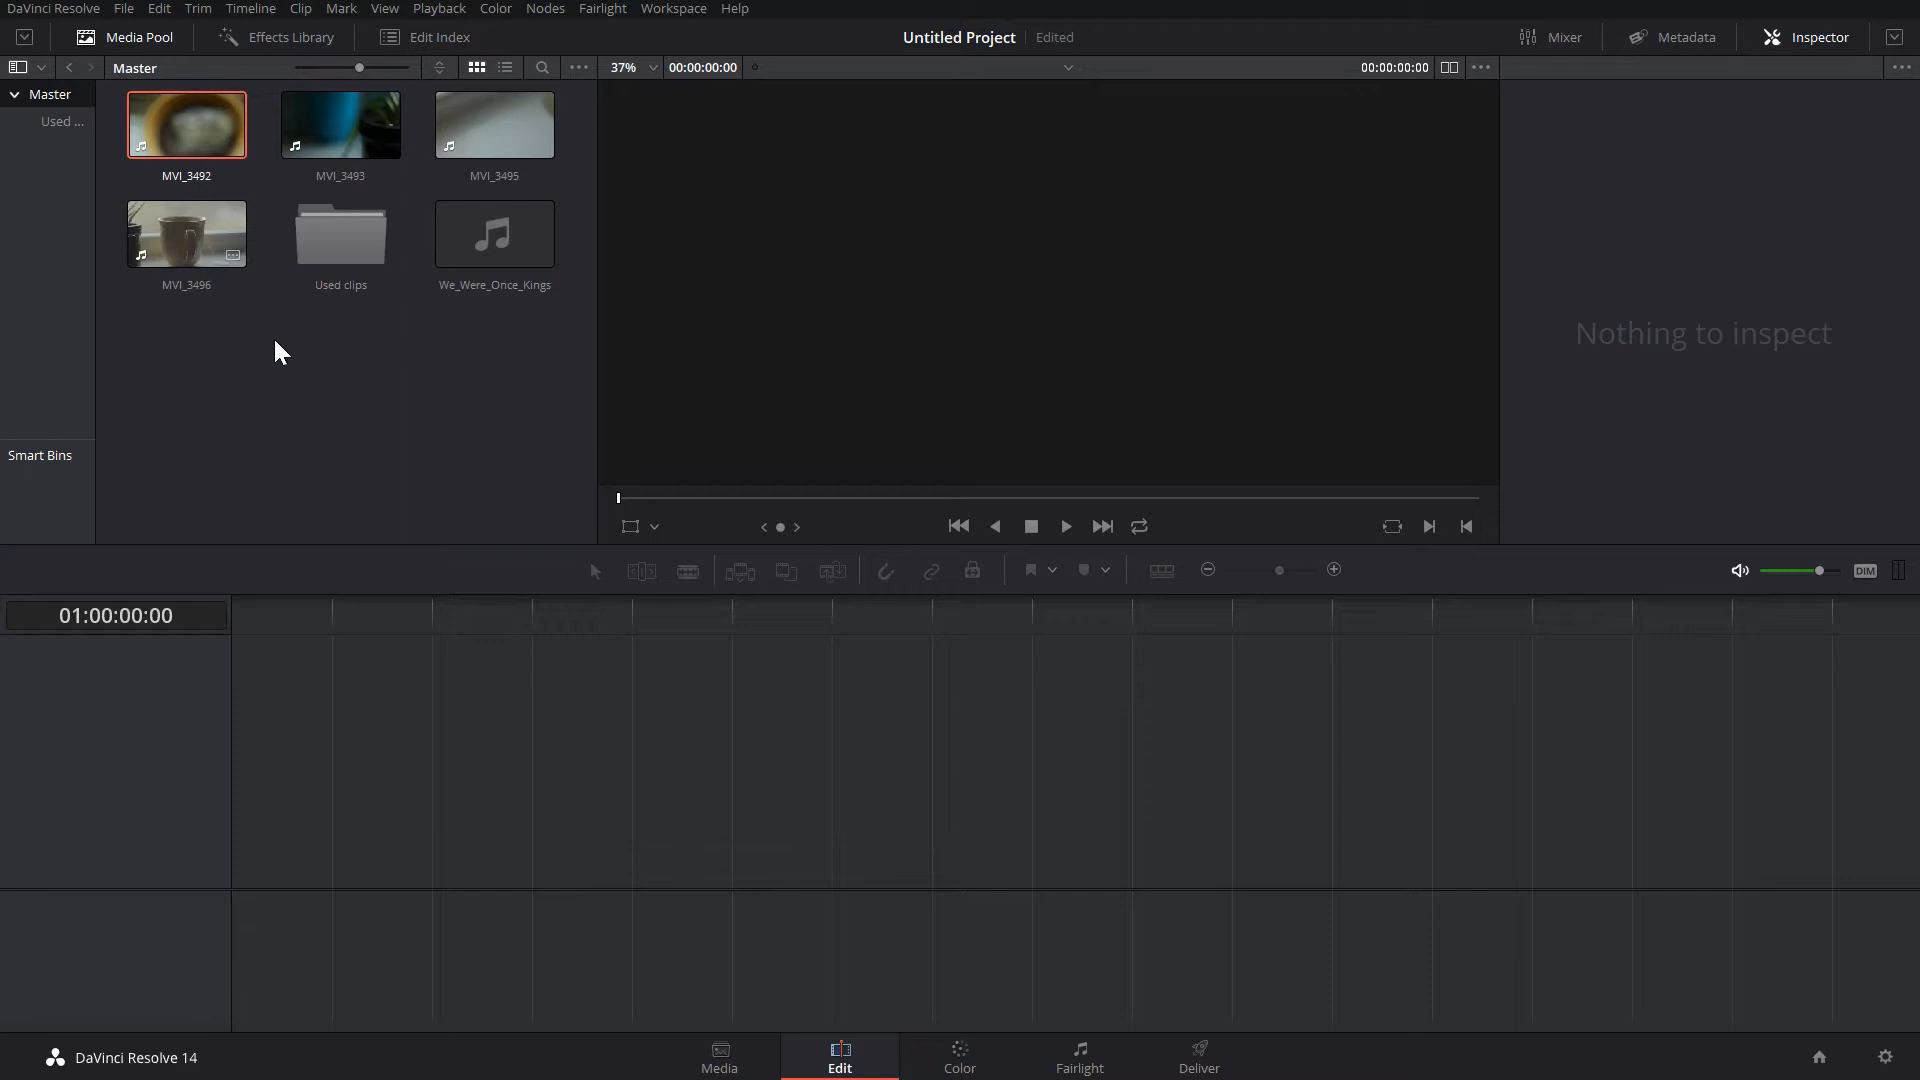 DaVinci Resolve File Edit Trim Timeline Clip Mark View Playback Color Nodes Fairlight Workspace Help
Media Pool Effects Library Edit Index Untitled Project Edited Mixer Metadata Inspector
Master 37% 00:00:00:00 00:00:00:00
Master
Used ...
MVI_3492 MVI_3493 MVI_3495
MVI_3496 Used clips We_Were_Once_Kings
Nothing to inspect
Smart Bins
DIM
01:00:00:00
DaVinci Resolve 14
Media Edit Color Fairlight Deliver